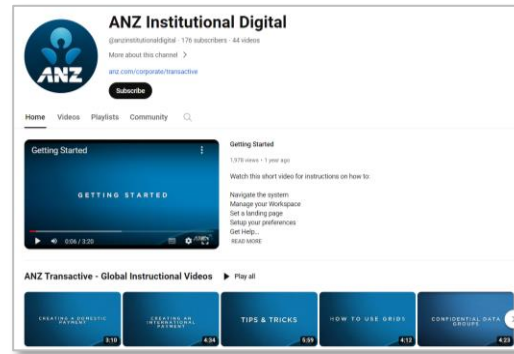 ANZ Institutional Digital
@anzinstitutionaldigital · 176 subscribers · 44 videos
More about this channel >
anz.com/corporate/transactive
Subscribe
ANZ
Home Videos Playlists Community
Getting Started
GETTING STARTED
0:06 / 3:20
Getting Started
1,978 views • 1 year ago
Watch this short video for instructions on how to:
Navigate the system
Manage your Workspace
Set a landing page
Setup your preferences
Get Help...
READ MORE
ANZ Transactive - Global Instructional Videos ▶ Play all
CREATING A DOMESTIC
PAYMENT
3:10
CREATING AN
INTERNATIONAL
PAYMENT
4:34
TIPS & TRICKS
5:59
HOW TO USE GRIDS
4:12
CONFIDENTIAL DATA
GROUPS
4:23